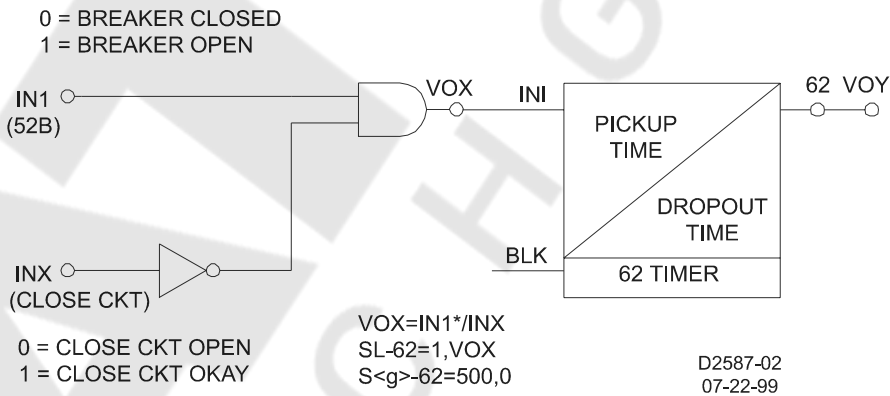 0 = BREAKER CLOSED
1 = BREAKER OPEN
IN1
(52B)
VOX
INI
PICKUP
TIME
DROPOUT
TIME
62 VOY
BLK
62 TIMER
INX
(CLOSE CKT)
0 = CLOSE CKT OPEN
1 = CLOSE CKT OKAY
VOX=IN1*/INX
SL-62=1,VOX
S<g>-62=500,0
D2587-02
07-22-99